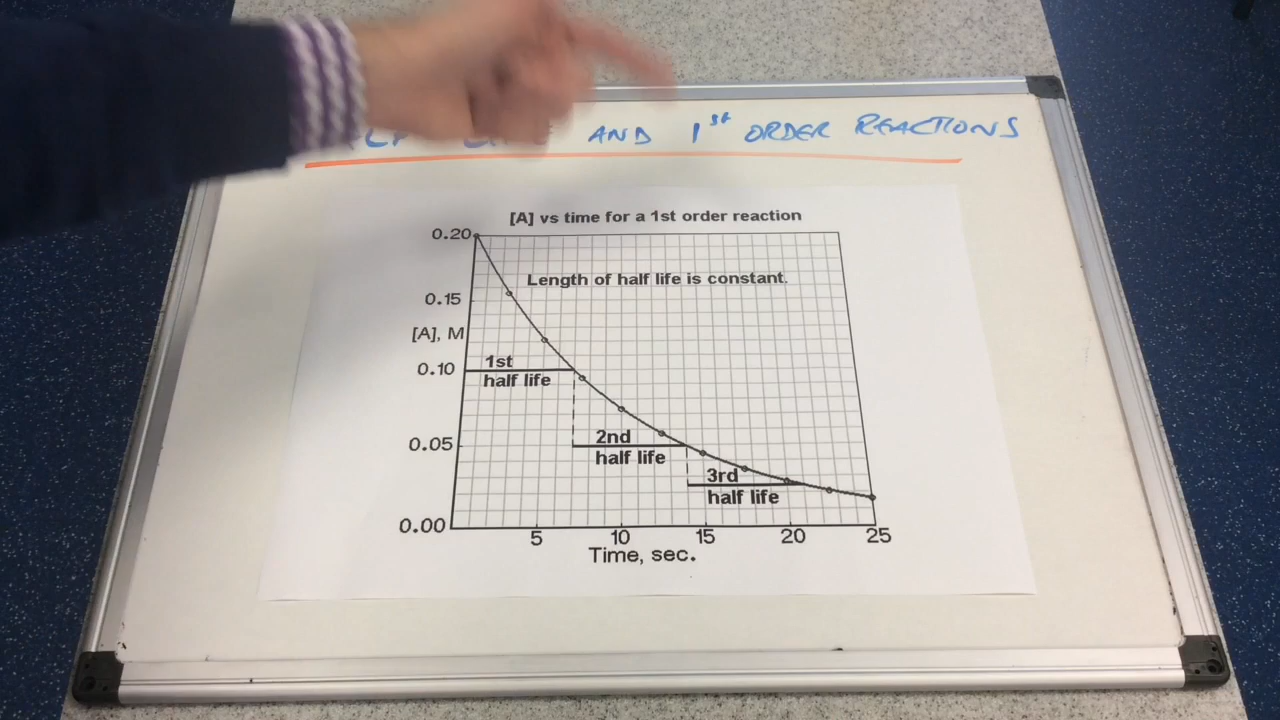 AND 1st ORDER REACTIONS
[A] vs time for a 1st order reaction
0.20
Length of half life is constant.
0.15
[A], M
0.10
1st
half life
0.05
2nd
half life
3rd
half life
0.00
5 10 15 20 25
Time, sec.